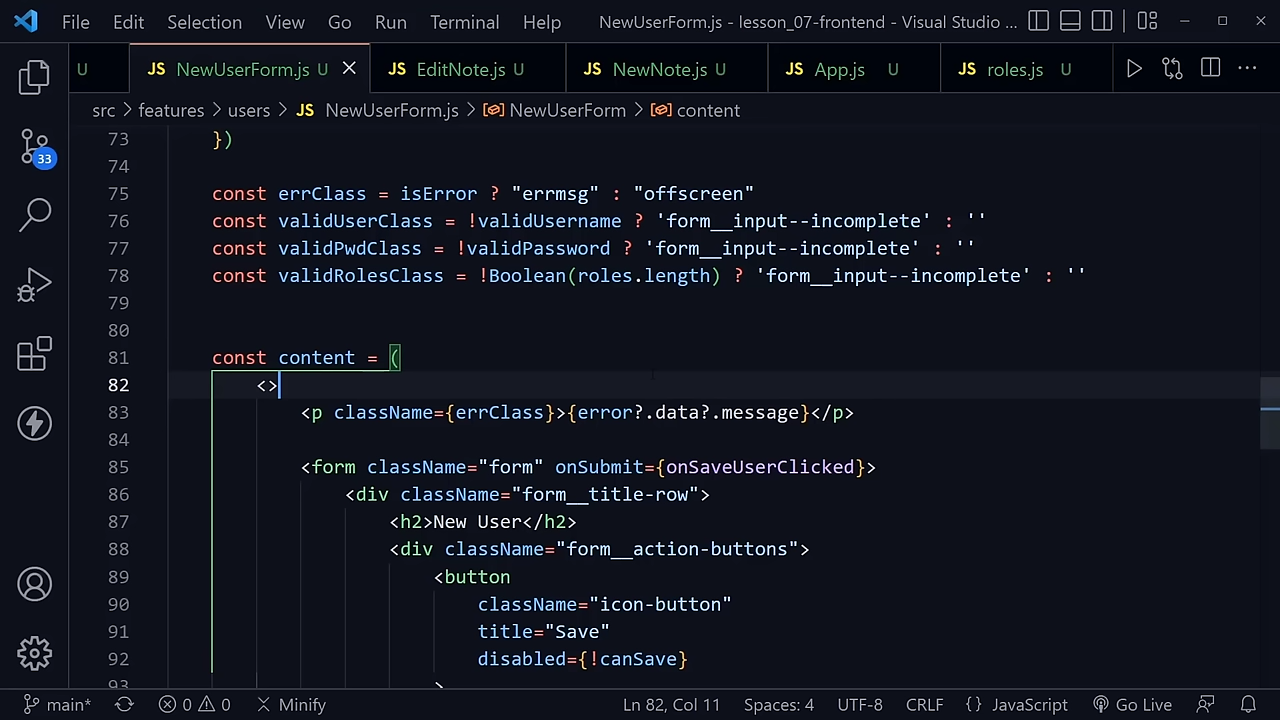 File Edit Selection View Go Run Terminal Help NewUserForm.js - lesson_07-frontend - Visual Studio ...
U JS NewUserForm.js U JS EditNote.js U JS NewNote.js U JS App.js U JS roles.js U
src > features > users > JS NewUserForm.js > NewUserForm > content
73 })
74
75 const errClass = isError ? "errmsg" : "offscreen"
76 const validUserClass = !validUsername ? 'form__input--incomplete' : ''
77 const validPwdClass = !validPassword ? 'form__input--incomplete' : ''
78 const validRolesClass = !Boolean(roles.length) ? 'form__input--incomplete' : ''
79
80
81 const content = (
82 <>
83 <p className={errClass}>{error?.data?.message}</p>
84
85 <form className="form" onSubmit={onSaveUserClicked}>
86 <div className="form__title-row">
87 <h2>New User</h2>
88 <div className="form__action-buttons">
89 <button
90 className="icon-button"
91 title="Save"
92 disabled={!canSave}
93 >
33
main* 0 0 Minify Ln 82, Col 11 Spaces: 4 UTF-8 CRLF {} JavaScript Go Live